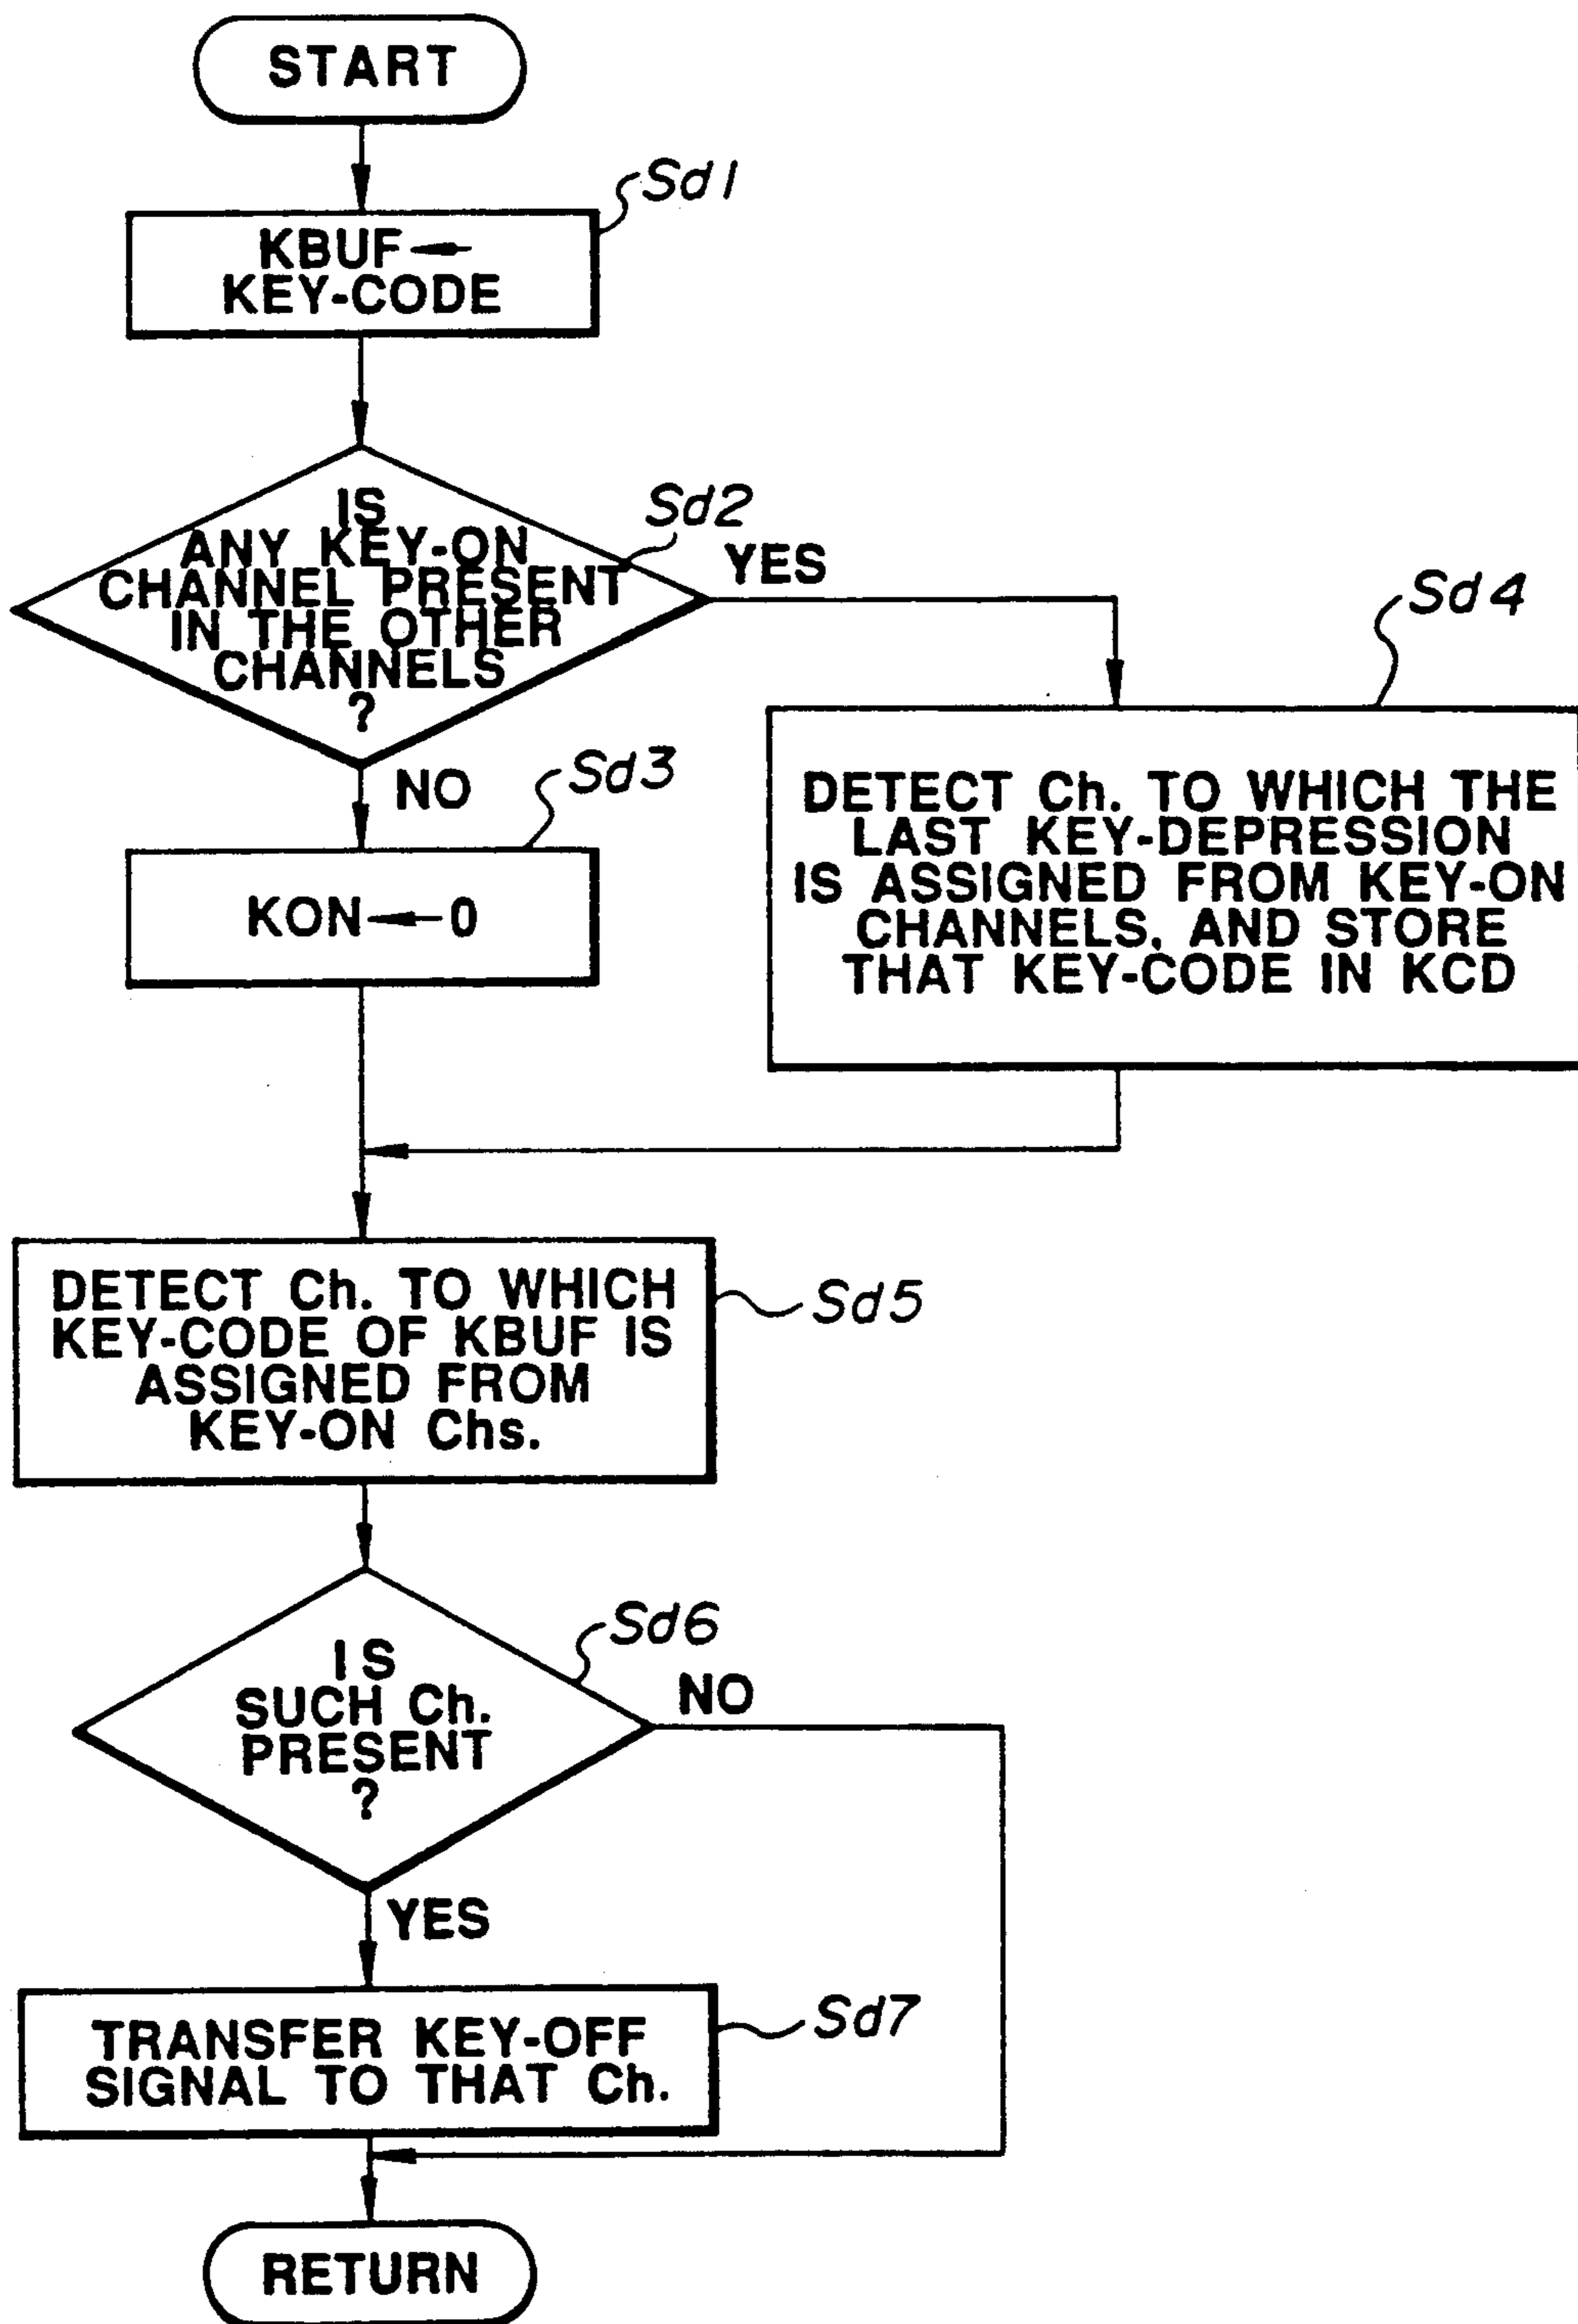 START
Sd1
KBUF←
KEY-CODE
IS
ANY KEY-ON
CHANNEL PRESENT
IN THE OTHER
CHANNELS
?
Sd2
YES
NO
Sd3
KON←0
Sd4
DETECT Ch. TO WHICH THE
LAST KEY-DEPRESSION
IS ASSIGNED FROM KEY-ON
CHANNELS, AND STORE
THAT KEY-CODE IN KCD
DETECT Ch. TO WHICH
KEY-CODE OF KBUF IS
ASSIGNED FROM
KEY-ON Chs.
Sd5
IS
SUCH Ch.
PRESENT
?
Sd6
NO
YES
TRANSFER KEY-OFF
SIGNAL TO THAT Ch.
Sd7
RETURN